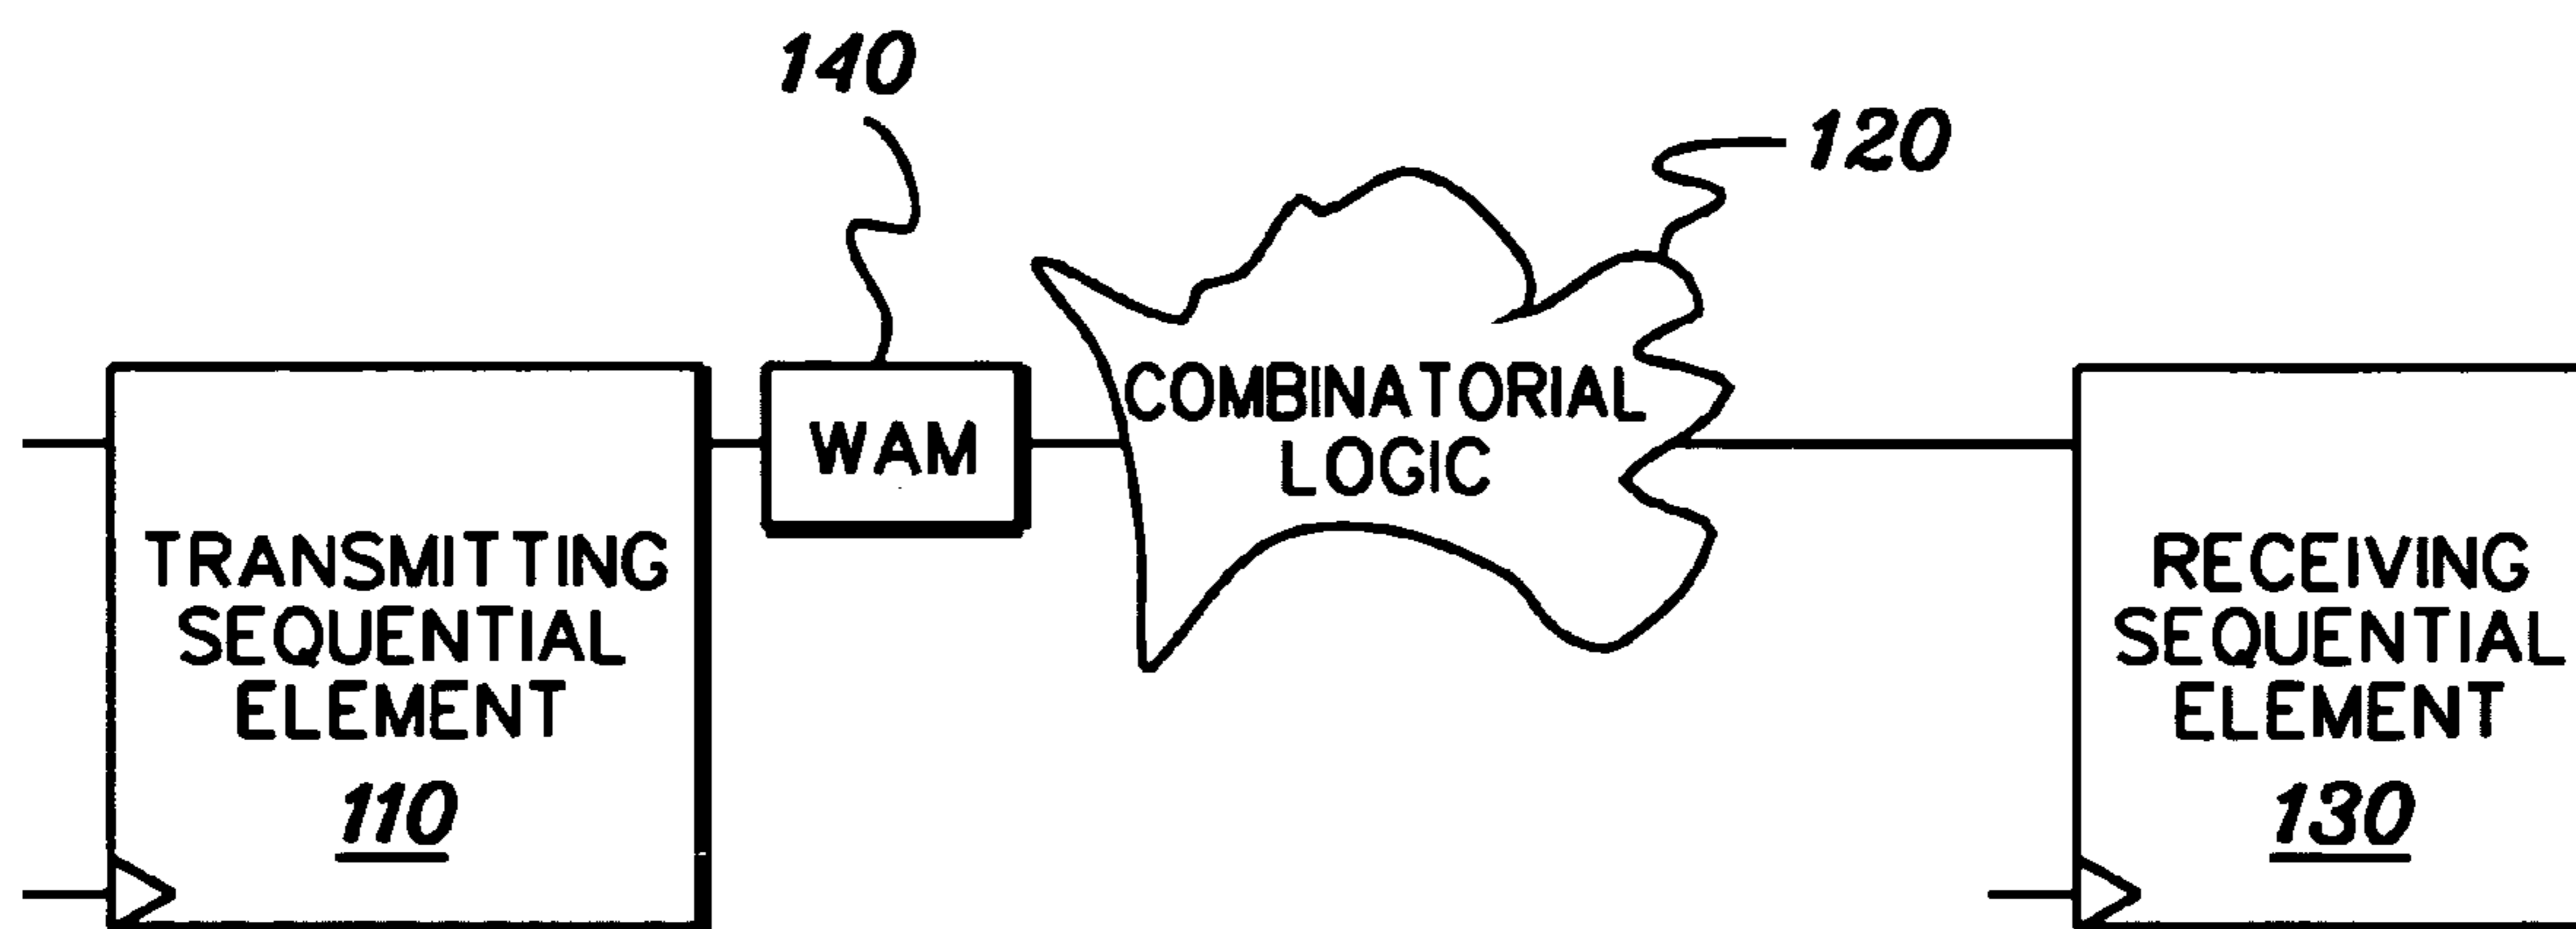 140
120
WAM
COMBINATORIAL
LOGIC
TRANSMITTING
SEQUENTIAL
ELEMENT
110
RECEIVING
SEQUENTIAL
ELEMENT
130